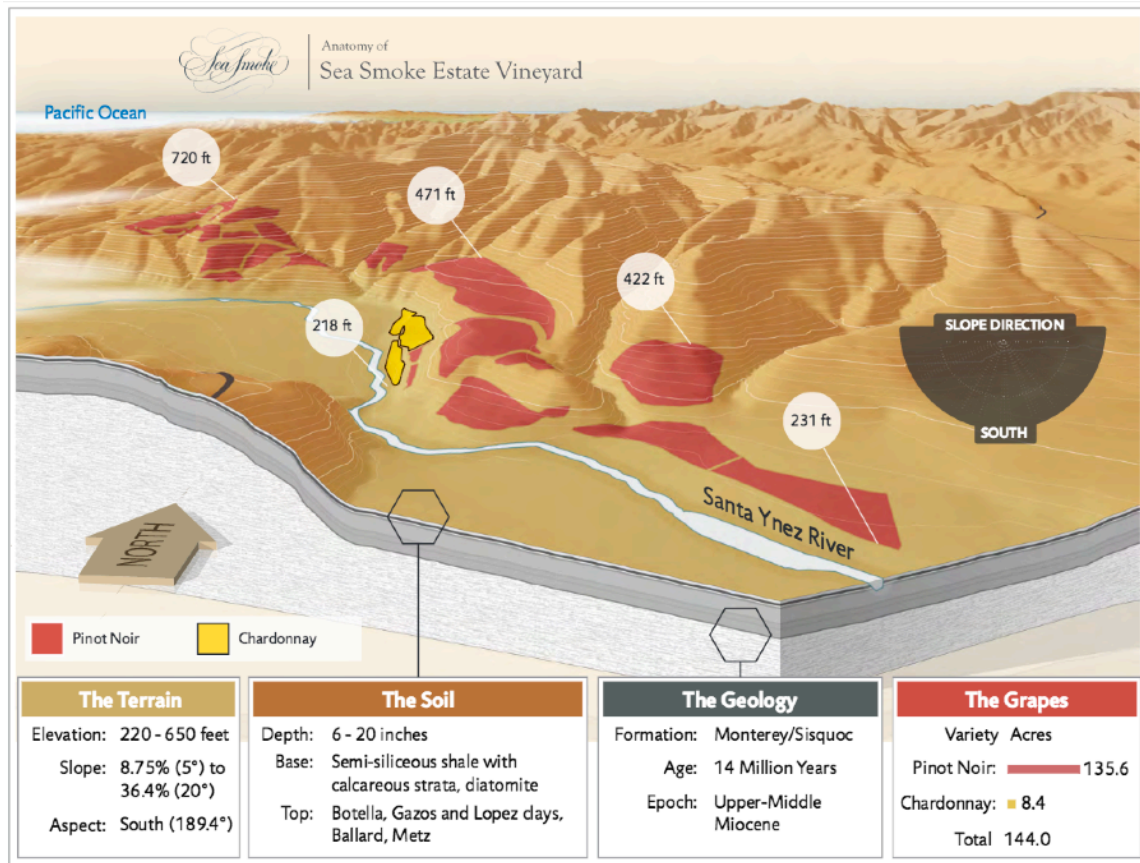 Sea Smoke
Anatomy of
Sea Smoke Estate Vineyard
Pacific Ocean
720 ft
471 ft
422 ft
218 ft
231 ft
SLOPE DIRECTION
SOUTH
Santa Ynez River
NORTH
Pinot Noir
Chardonnay
The Terrain
Elevation: 220 - 650 feet
Slope: 8.75% (5°) to
36.4% (20°)
Aspect: South (189.4°)
The Soil
Depth: 6 - 20 inches
Base: Semi-siliceous shale with
calcareous strata, diatomite
Top: Botella, Gazos and Lopez clays,
Ballard, Metz
The Geology
Formation: Monterey/Sisquoc
Age: 14 Million Years
Epoch: Upper-Middle
Miocene
The Grapes
Variety Acres
Pinot Noir: 135.6
Chardonnay: 8.4
Total 144.0